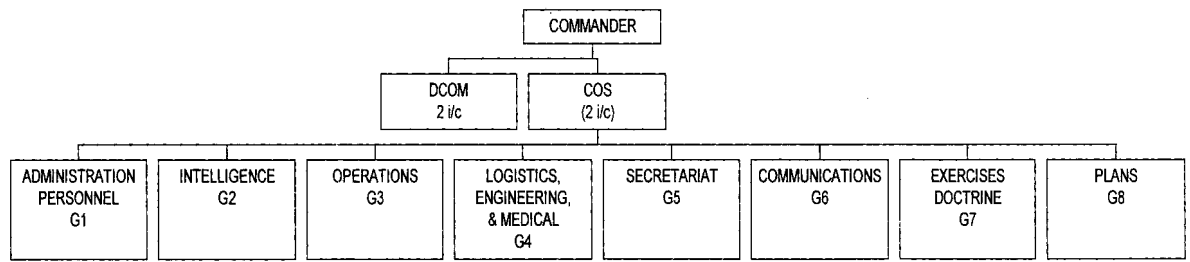 COMMANDER
DCOM
2 i/c
COS
(2 i/c)
ADMINISTRATION
PERSONNEL
G1
INTELLIGENCE
G2
OPERATIONS
G3
LOGISTICS,
ENGINEERING,
& MEDICAL
G4
SECRETARIAT
G5
COMMUNICATIONS
G6
EXERCISES
DOCTRINE
G7
PLANS
G8